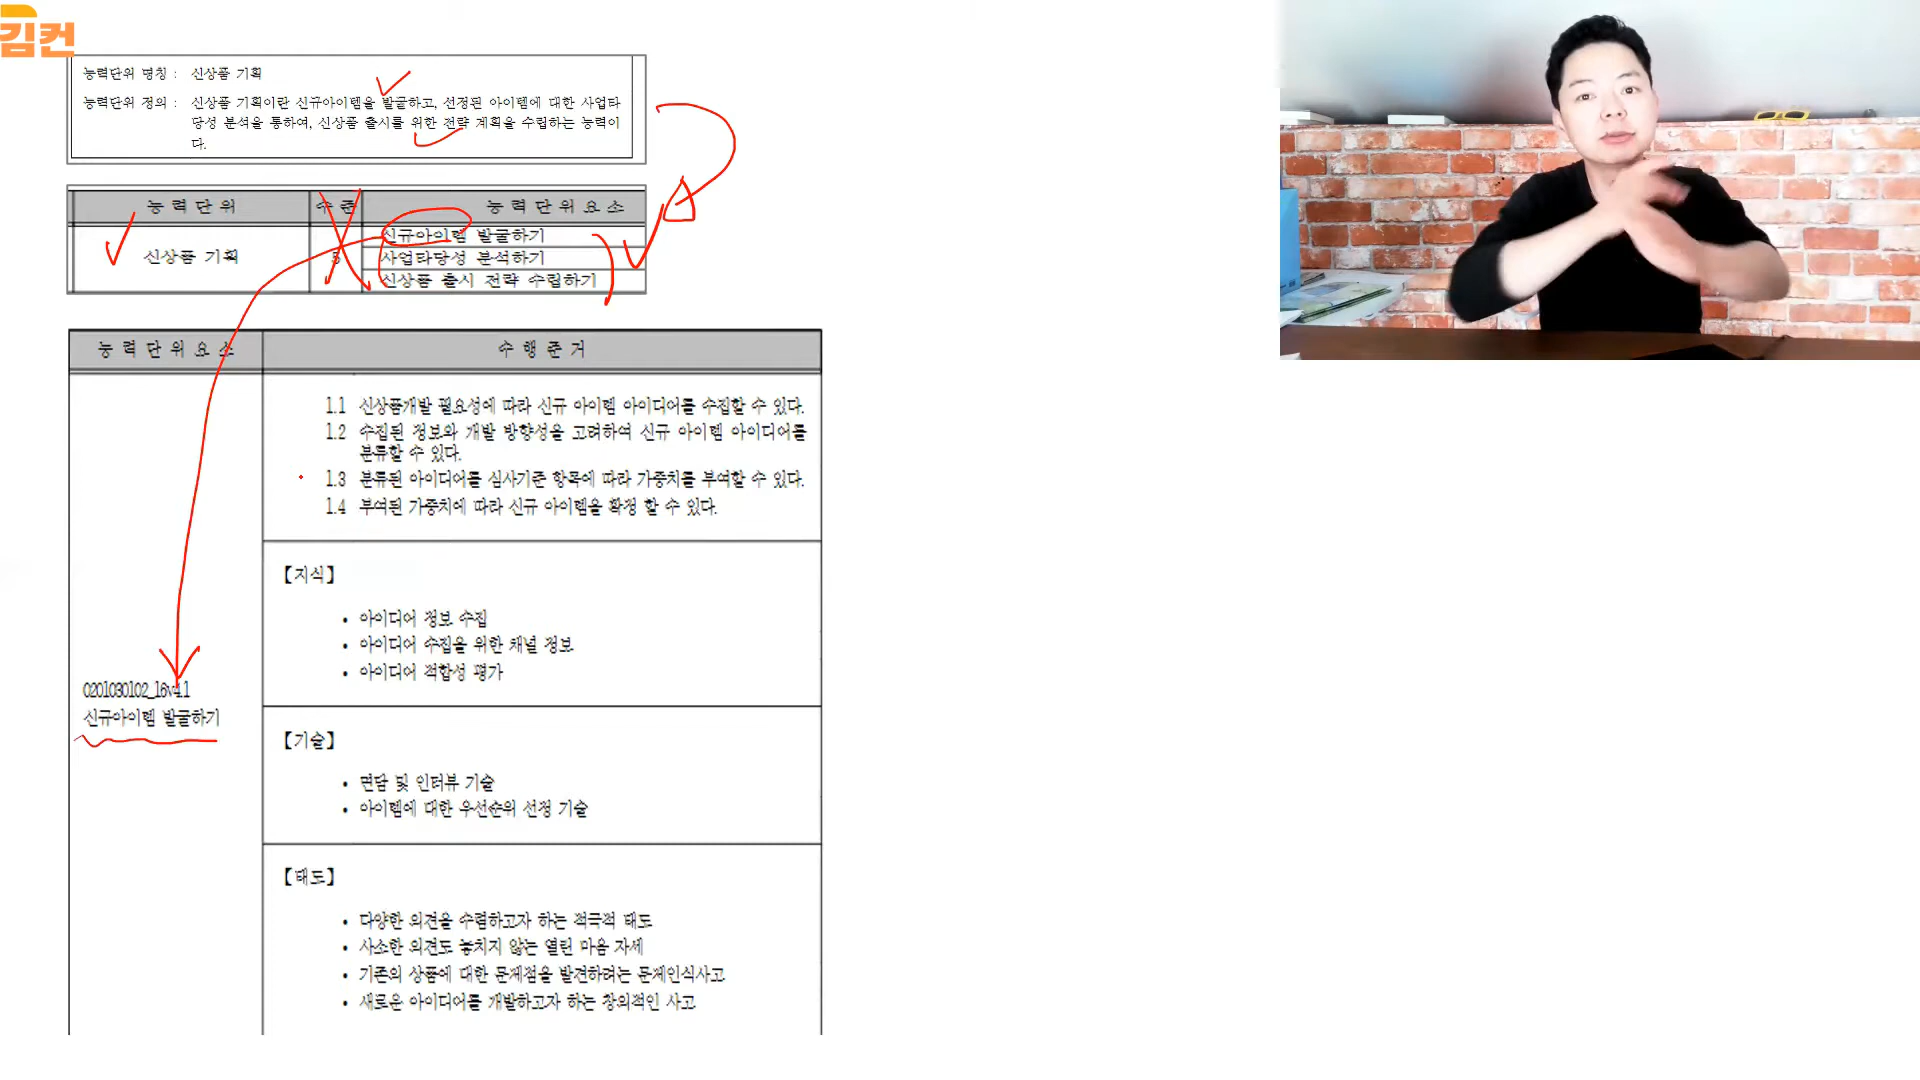 김컨
능력단위 명칭 : 신상품 기획
능력단위 정의 : 신상품 기획이란 신규아이템을 발굴하고, 선정된 아이템에 대한 사업타
당성 분석을 통하여, 신상품 출시를 위한 전략 계획을 수립하는 능력이
다.
능력단위 수준 능력단위요소
신상품 기획 5 신규아이템 발굴하기
사업타당성 분석하기
신상품 출시 전략 수립하기
능력단위요소 수행준거
1.1 신상품개발 필요성에 따라 신규 아이템 아이디어를 수집할 수 있다.
1.2 수집된 정보와 개발 방향성을 고려하여 신규 아이템 아이디어를
분류할 수 있다.
1.3 분류된 아이디어를 심사기준 항목에 따라 가중치를 부여할 수 있다.
1.4 부여된 가중치에 따라 신규 아이템을 확정 할 수 있다.
【지식】
• 아이디어 정보 수집
• 아이디어 수집을 위한 채널 정보
• 아이디어 적합성 평가
0201030102_16v4.1
신규아이템 발굴하기
【기술】
• 면담 및 인터뷰 기술
• 아이템에 대한 우선순위 선정 기술
【태도】
• 다양한 의견을 수렴하고자 하는 적극적 태도
• 사소한 의견도 놓치지 않는 열린 마음 자세
• 기존의 상품에 대한 문제점을 발견하려는 문제인식사고
• 새로운 아이디어를 개발하고자 하는 창의적인 사고